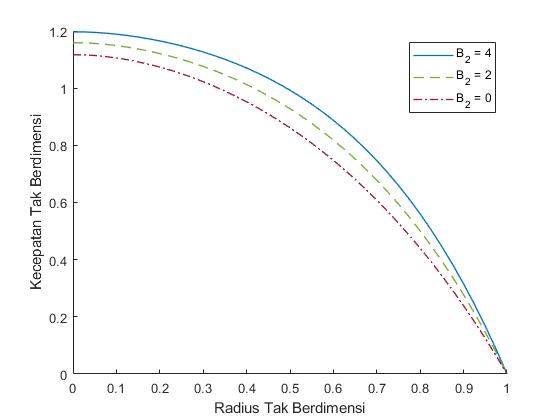 1.2
1
0.8
0.6
0.4
0.2
0
Kecepatan Tak Berdimensi
B2 = 4
B2 = 2
B2 = 0
0 0.1 0.2 0.3 0.4 0.5 0.6 0.7 0.8 0.9 1
Radius Tak Berdimensi